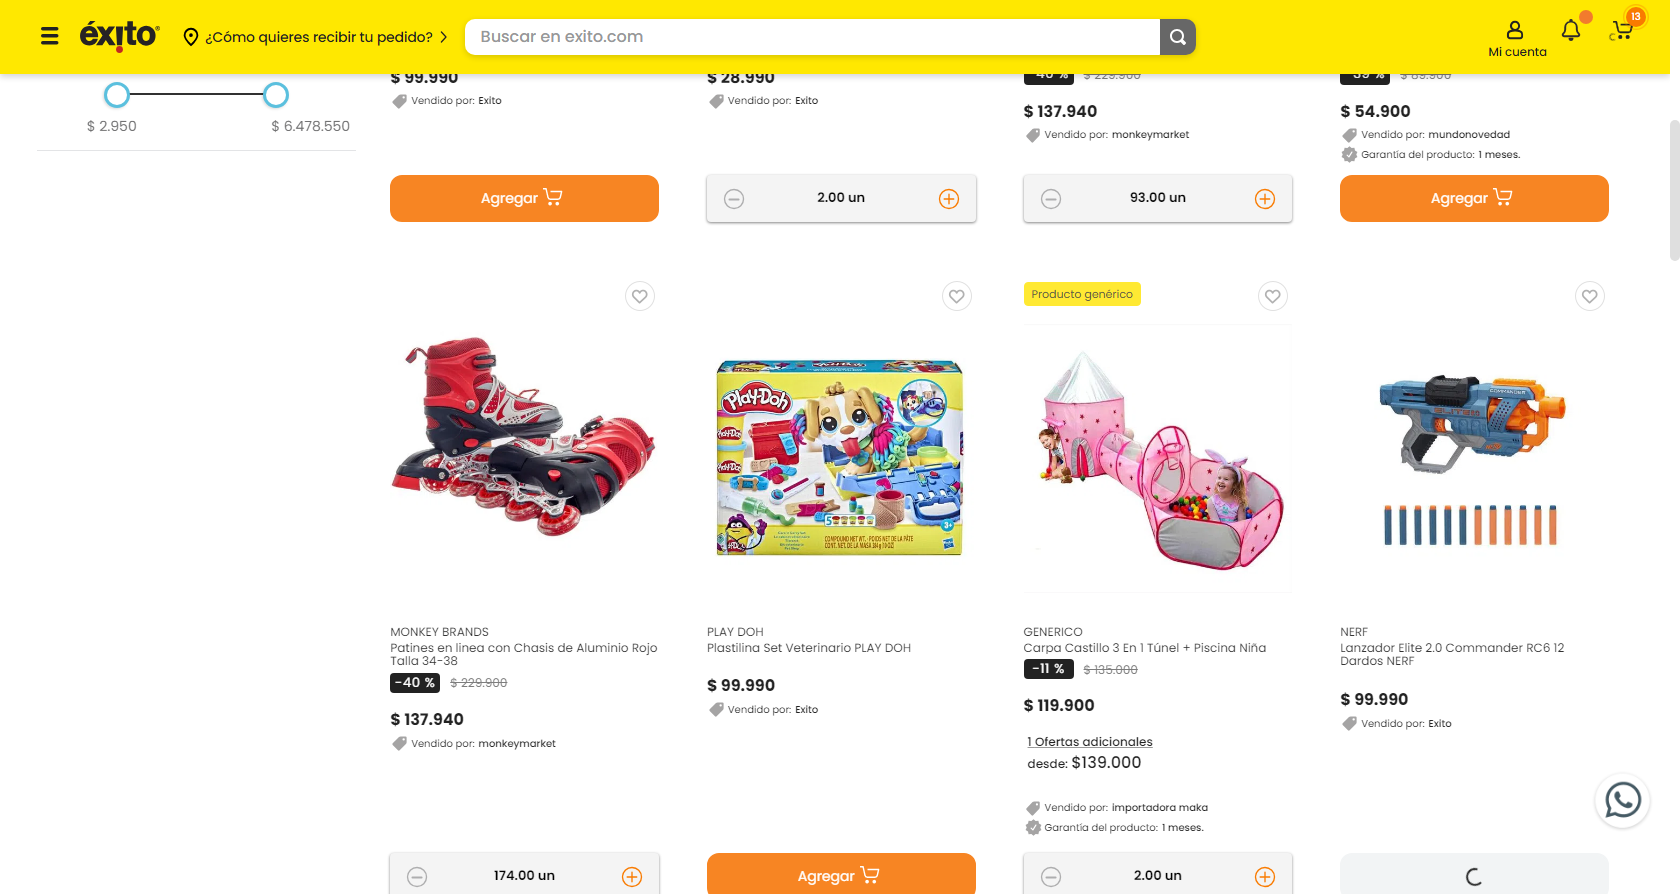 éxito
¿Cómo quieres recibir tu pedido?
Buscar en exito.com
Mi cuenta
13
$ 2.950
$ 6.478.550
$ 99.990
Vendido por: Exito
Agregar
$ 28.990
Vendido por: Exito
2.00 un
-40 % $ 229.900
$ 137.940
Vendido por: monkeymarket
93.00 un
-39 % $ 89.900
$ 54.900
Vendido por: mundonovedad
Garantía del producto: 1 meses.
Agregar
MONKEY BRANDS
Patines en linea con Chasis de Aluminio Rojo
Talla 34-38
-40 % $ 229.900
$ 137.940
Vendido por: monkeymarket
174.00 un
Play-Doh
3+
PLAY DOH
Plastilina Set Veterinario PLAY DOH
$ 99.990
Vendido por: Exito
Agregar
Producto genérico
GENERICO
Carpa Castillo 3 En 1 Túnel + Piscina Niña
-11 % $ 135.000
$ 119.900
1 Ofertas adicionales
desde: $139.000
Vendido por: importadora maka
Garantía del producto: 1 meses.
2.00 un
NERF
Lanzador Elite 2.0 Commander RC6 12
Dardos NERF
$ 99.990
Vendido por: Exito